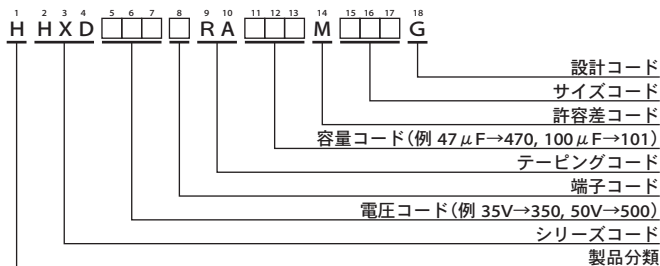 1 2 3 4 5 6 7 8 9 10 11 12 13 14 15 16 17 18
H HXD□□□□RA□□□M□□□G
設計コード
サイズコード
許容差コード
容量コード(例 47μF→470, 100μF→101)
テーピングコード
端子コード
電圧コード(例 35V→350, 50V→500)
シリーズコード
製品分類